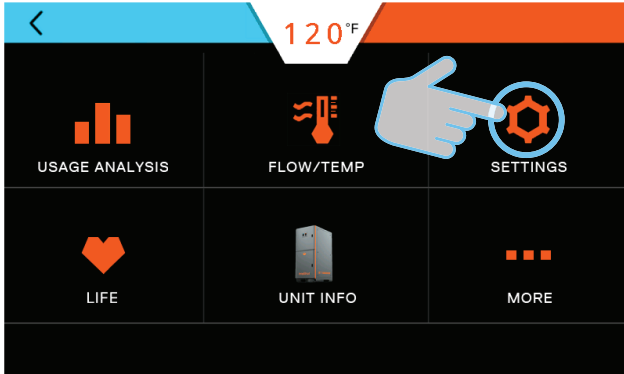 120°F
USAGE ANALYSIS
FLOW/TEMP
SETTINGS
LIFE
UNIT INFO
MORE